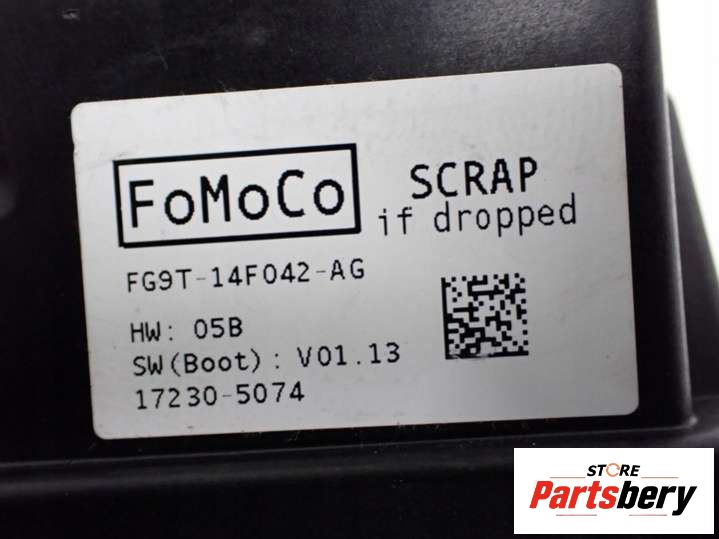 FoMoCo
SCRAP
if dropped
FG9T-14F042-AG
HW: 05B
SW(Boot): V01.13
17230-5074
STORE
Partsbery